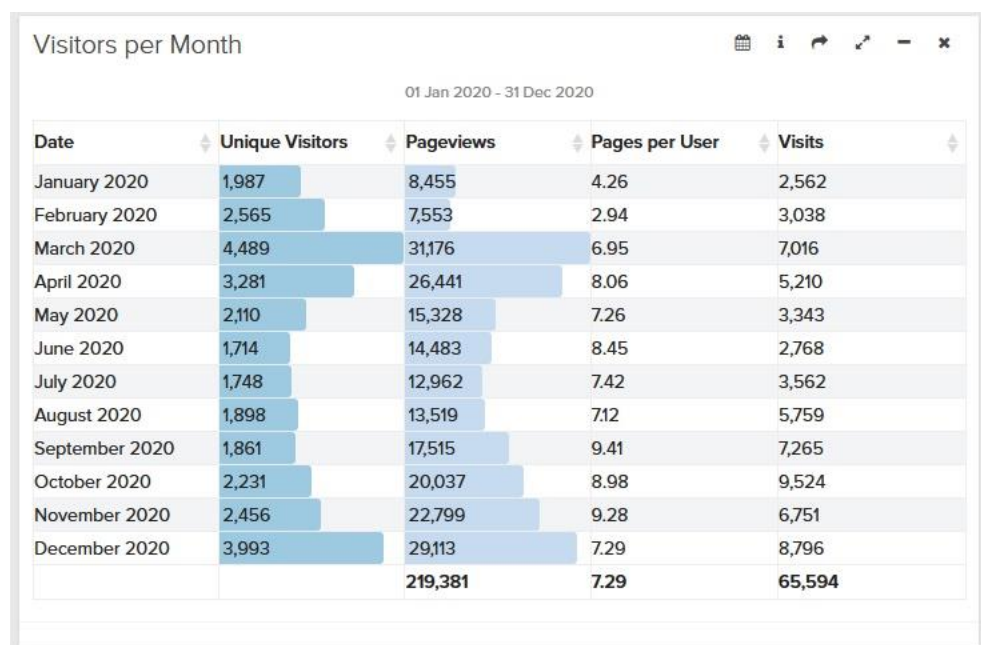 Visitors per Month
01 Jan 2020 - 31 Dec 2020
Date Unique Visitors Pageviews Pages per User Visits
January 2020 1,987 8,455 4.26 2,562
February 2020 2,565 7,553 2.94 3,038
March 2020 4,489 31,176 6.95 7,016
April 2020 3,281 26,441 8.06 5,210
May 2020 2,110 15,328 7.26 3,343
June 2020 1,714 14,483 8.45 2,768
July 2020 1,748 12,962 7.42 3,562
August 2020 1,898 13,519 7.12 5,759
September 2020 1,861 17,515 9.41 7,265
October 2020 2,231 20,037 8.98 9,524
November 2020 2,456 22,799 9.28 6,751
December 2020 3,993 29,113 7.29 8,796
219,381 7.29 65,594